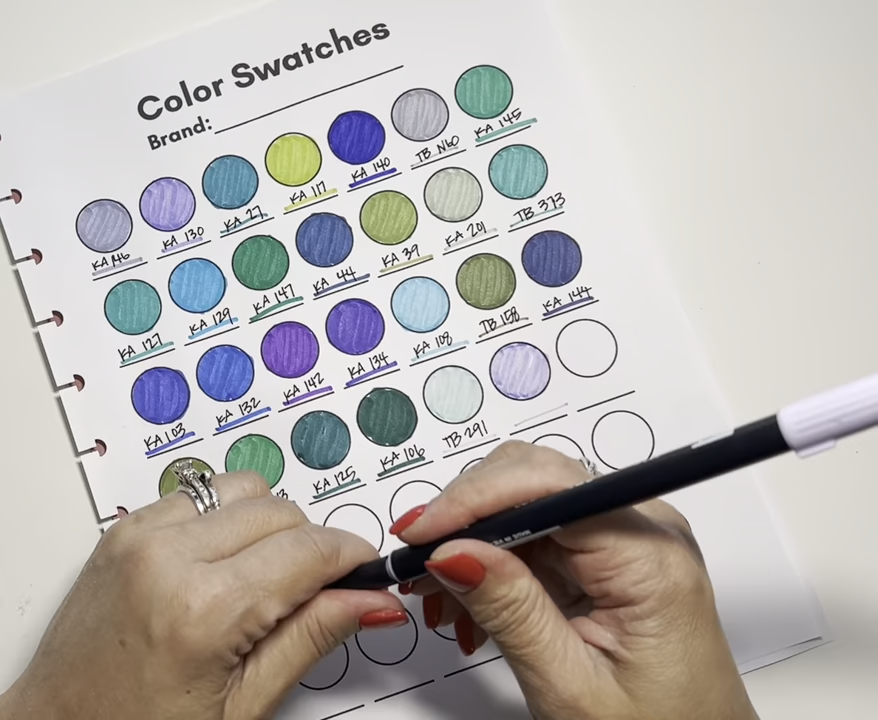 Color Swatches
Brand:
KA 146 KA 130 KA 27 KA 117 KA 140 TB N60 KA 145
KA 127 KA 129 KA 147 KA 44 KA 39 KA 201 TB 373
KA 103 KA 132 KA 142 KA 134 KA 108 TB 158 KA 144
3 KA 125 KA 106 TB 291